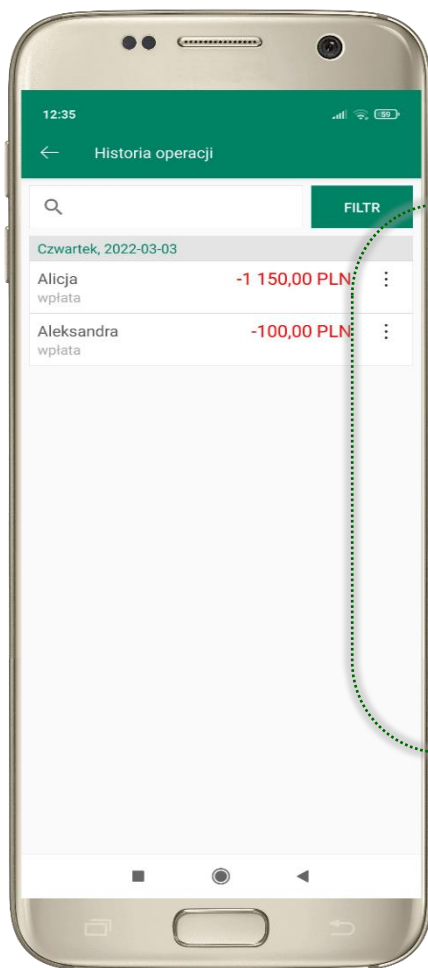 12:35
59
Historia operacji
FILTR
Czwartek, 2022-03-03
Alicja -1 150,00 PLN
wpłata
Aleksandra -100,00 PLN
wpłata